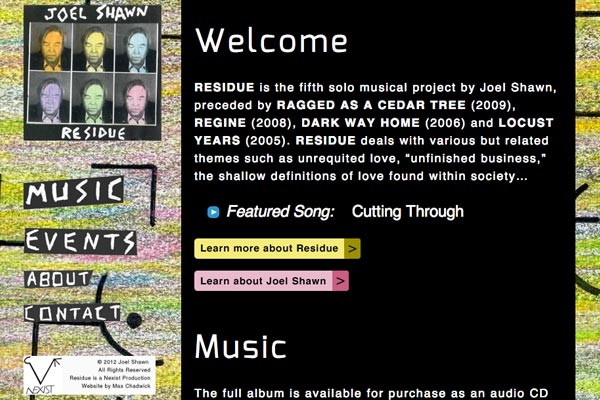 JOEL SHAWN
RESIDUE
MUSIC
EVENTS
ABOUT
CONTACT
NEXIST
© 2012 Joel Shawn
All Rights Reserved
Residue is a Nexist Production
Website by Max Chadwick
Welcome
RESIDUE is the fifth solo musical project by Joel Shawn,
preceded by RAGGED AS A CEDAR TREE (2009),
REGINE (2008), DARK WAY HOME (2006) and LOCUST
YEARS (2005). RESIDUE deals with various but related
themes such as unrequited love, “unfinished business,”
the shallow definitions of love found within society…
Featured Song: Cutting Through
Learn more about Residue >
Learn about Joel Shawn >
Music
The full album is available for purchase as an audio CD